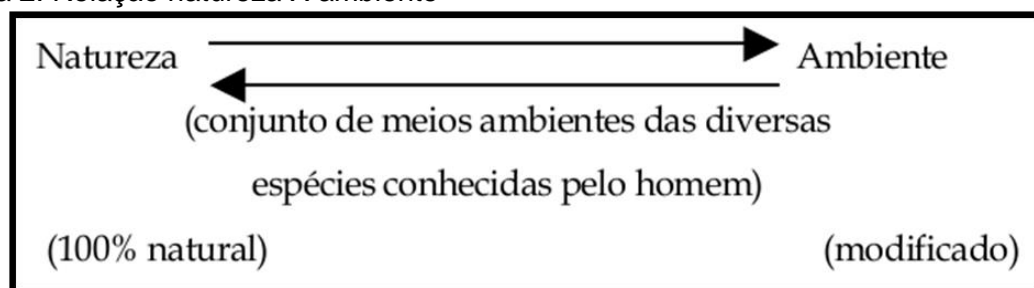 Natureza Ambiente
(conjunto de meios ambientes das diversas
espécies conhecidas pelo homem)
(100% natural) (modificado)